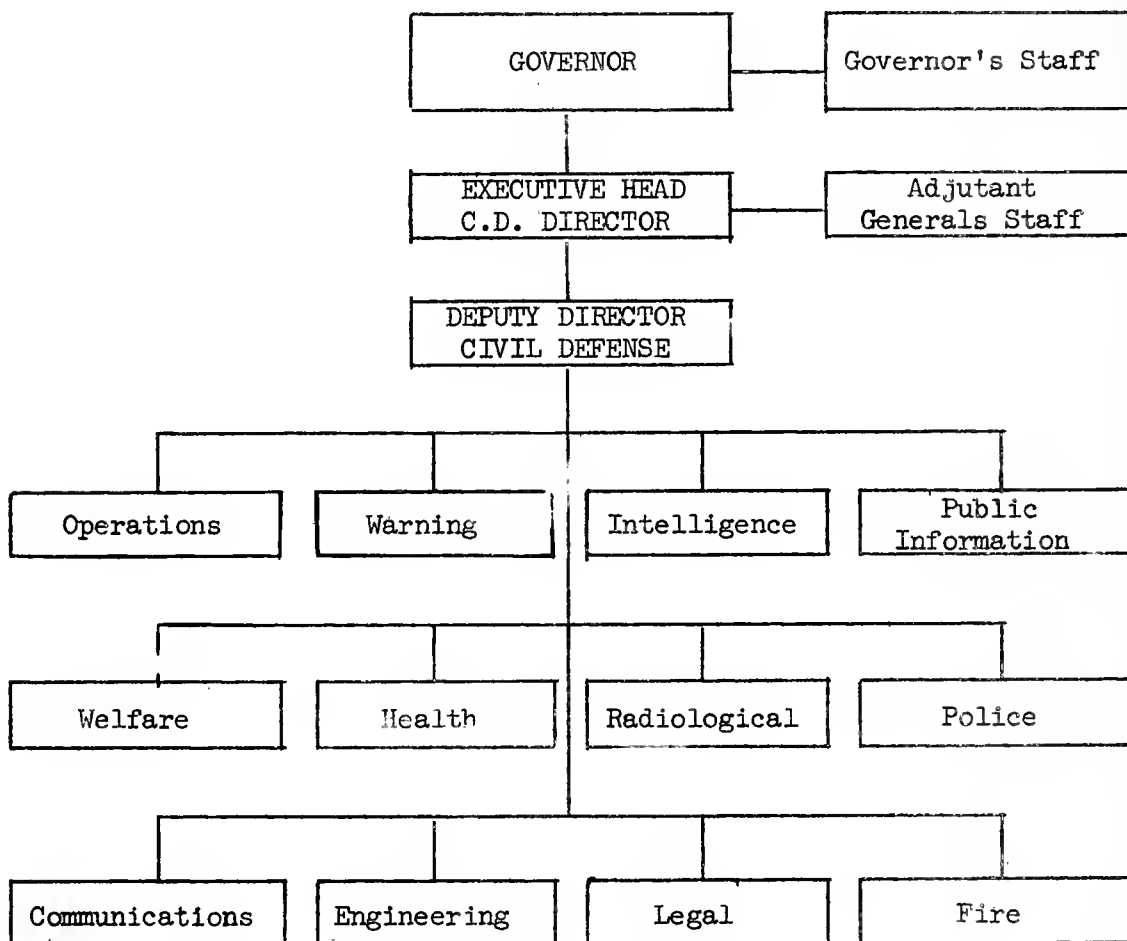 GOVERNOR
Governor's Staff
EXECUTIVE HEAD
C.D. DIRECTOR
Adjutant
Generals Staff
DEPUTY DIRECTOR
CIVIL DEFENSE
Operations
Warning
Intelligence
Public
Information
Welfare
Health
Radiological
Police
Communications
Engineering
Legal
Fire